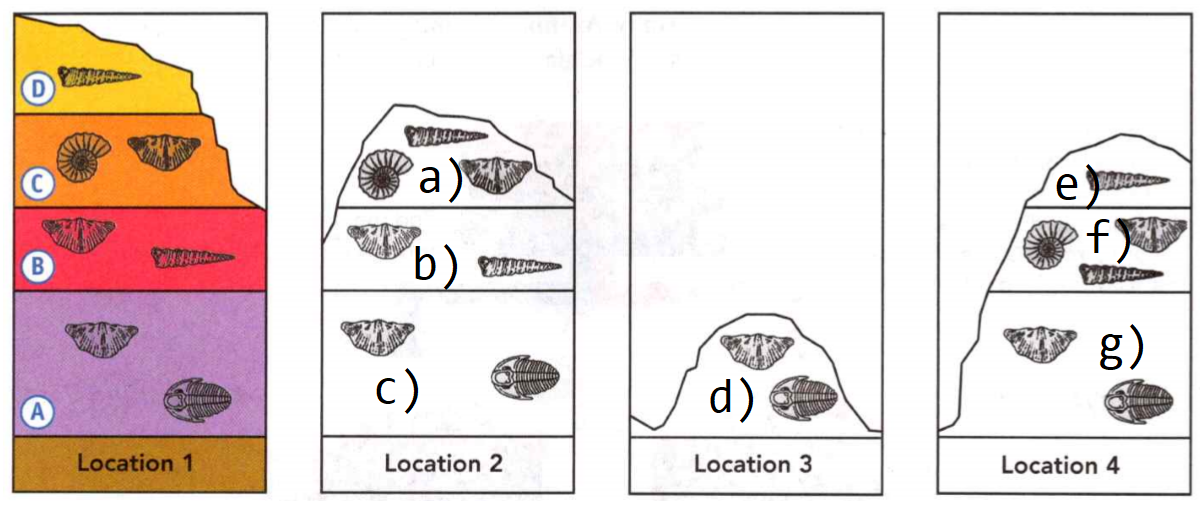 D
C
B
A
Location 1
a)
b)
c)
Location 2
d)
Location 3
e)
f)
g)
Location 4